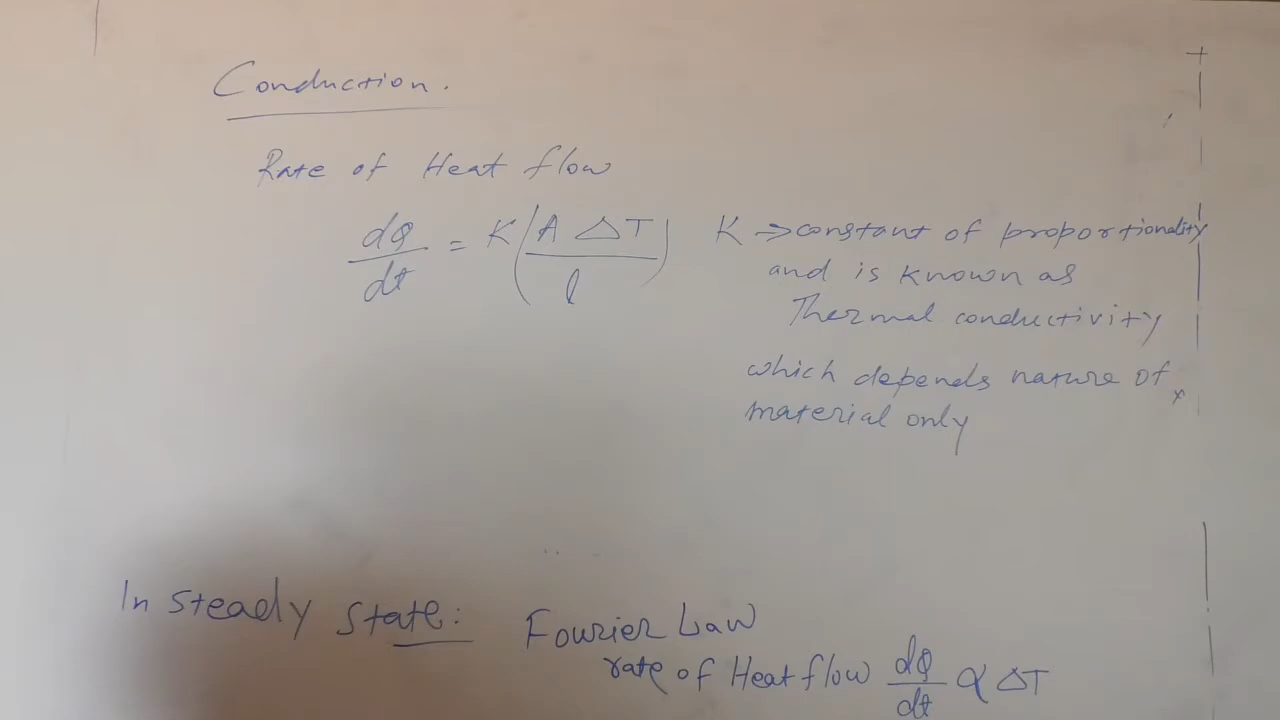 Conduction.
Rate of Heat flow
dQ/dt = K(A ΔT/l)
K → constant of proportionality
and is known as
Thermal conductivity
which depends nature of
material only
In steady state: Fourier Law
rate of Heat flow dQ/dt ∝ ΔT